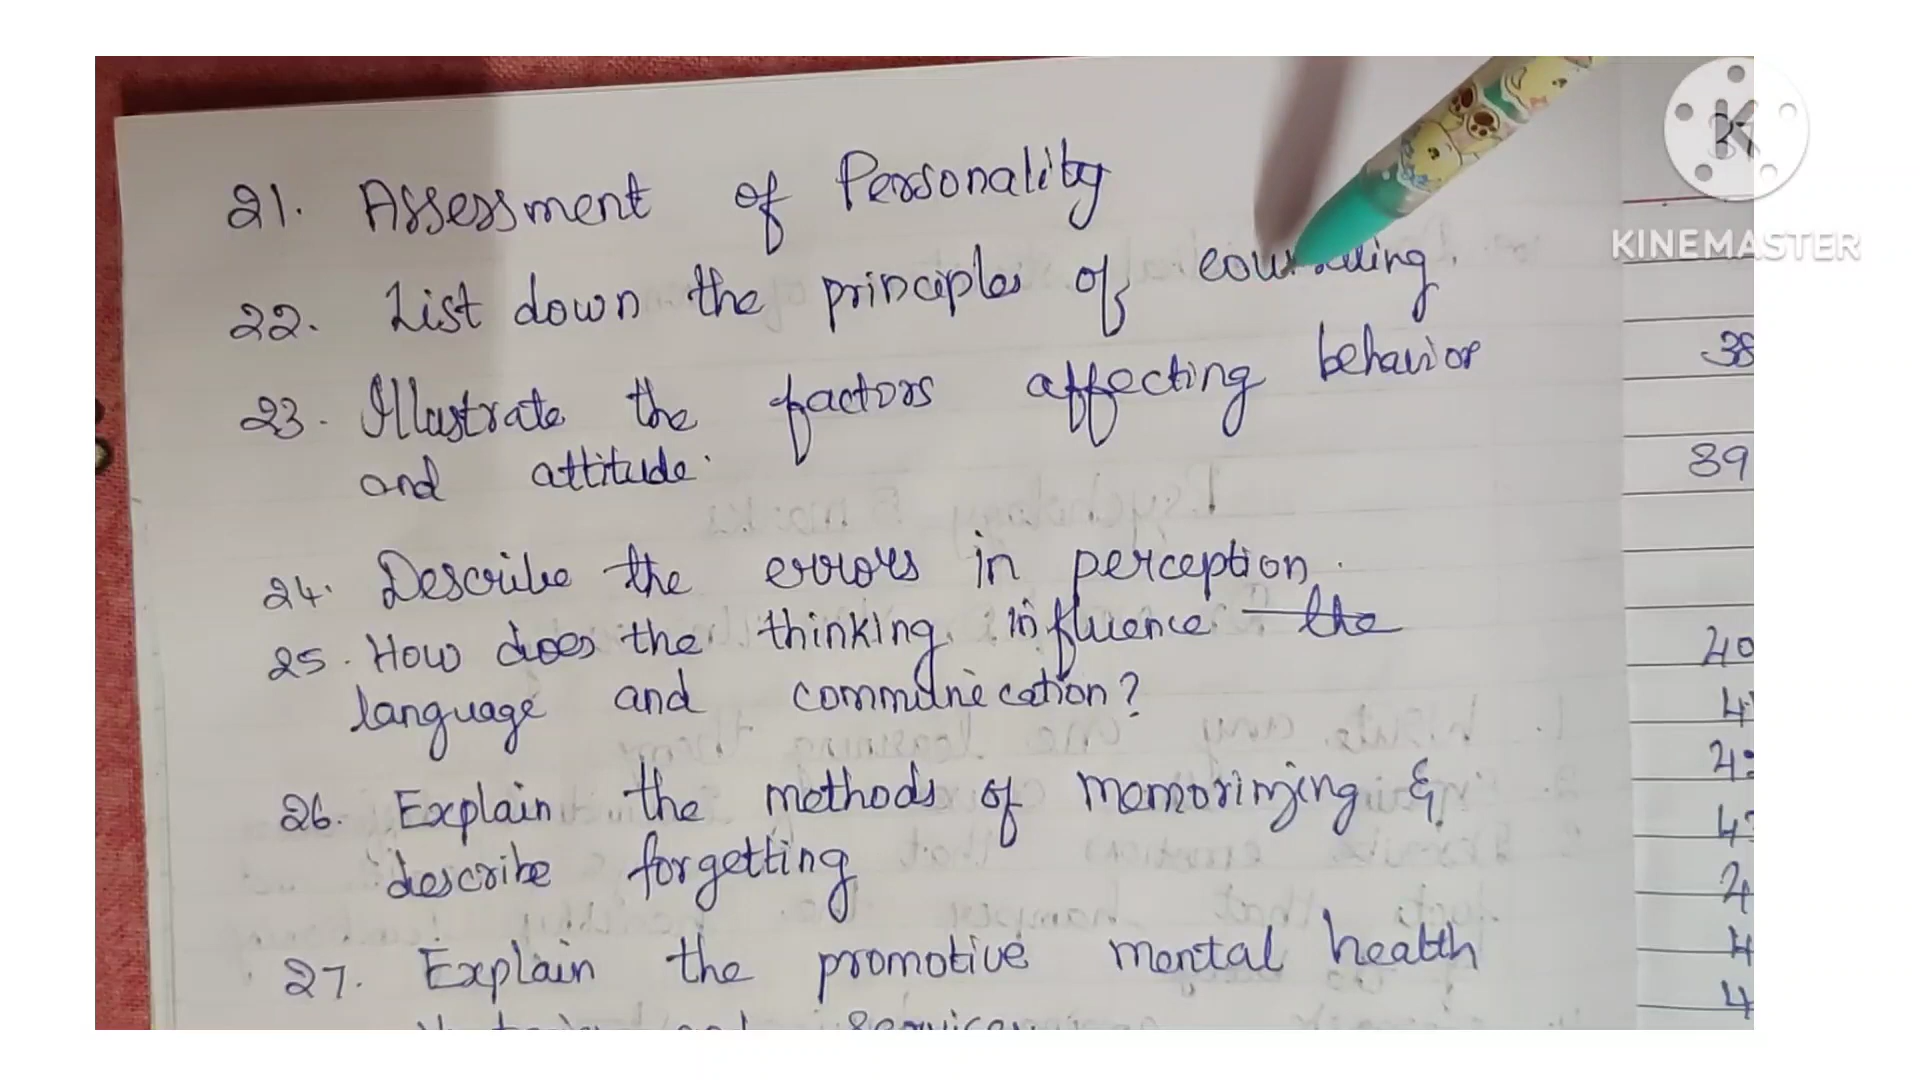 21. Assessment of Personality
22. List down the principles of
23. Illustrate the factors affecting behavior
and attitude.
24. Describe the errors in perception.
25. How does the thinking influence the
language and communication?
26. Explain the methods of memorizing &
describe forgetting
27. Explain the promotive mental health
KINEMASTER
38
39
40